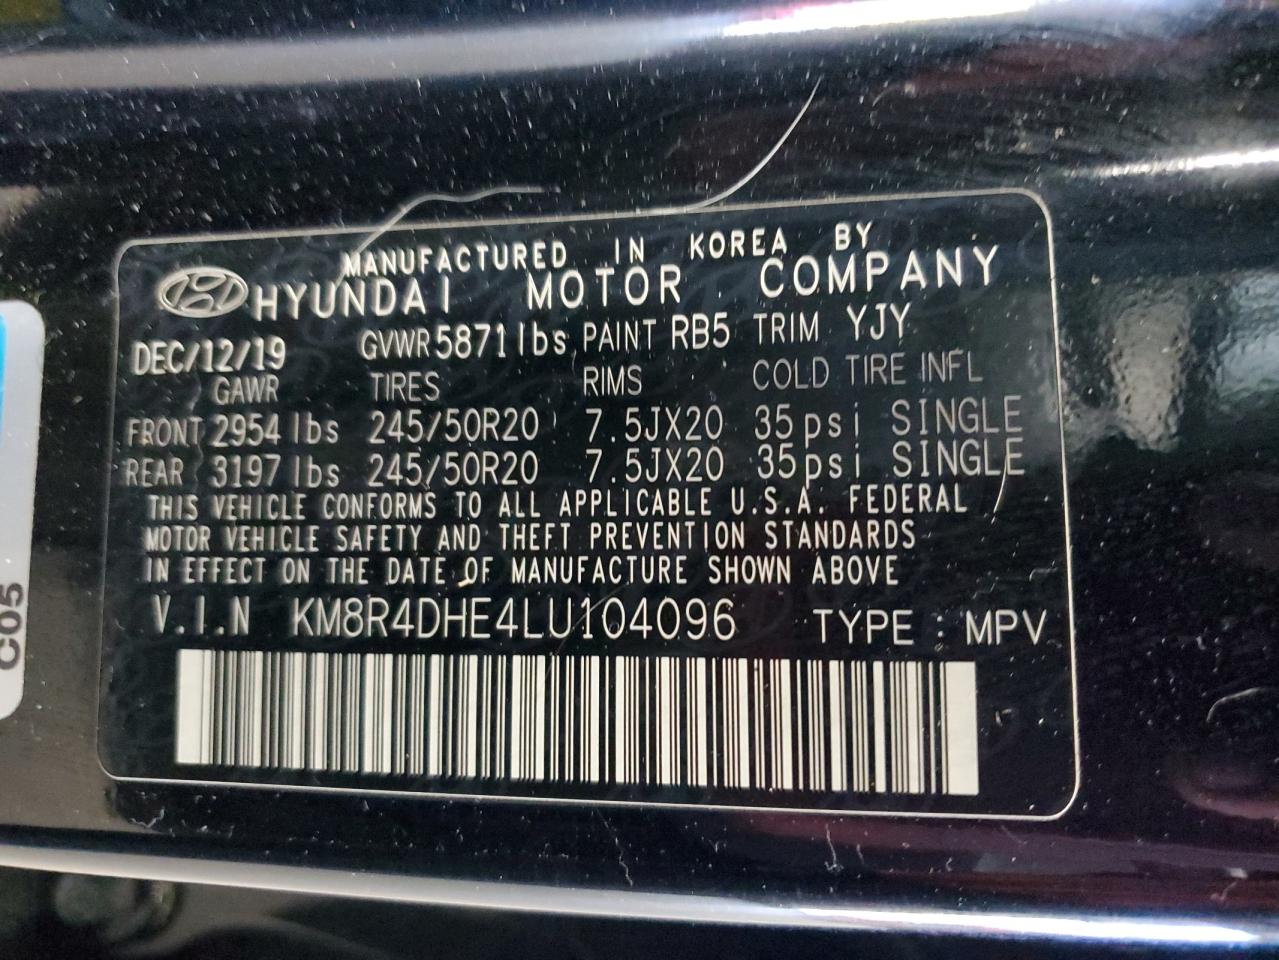 MANUFACTURED IN KOREA BY
HYUNDAI MOTOR COMPANY
DEC/12/19 GVWR 5871lbs PAINT RB5 TRIM YJY
GAWR TIRES RIMS COLD TIRE INFL
FRONT 2954 lbs 245/50R20 7.5JX20 35psi SINGLE
REAR 3197 lbs 245/50R20 7.5JX20 35psi SINGLE
THIS VEHICLE CONFORMS TO ALL APPLICABLE U.S.A. FEDERAL
MOTOR VEHICLE SAFETY AND THEFT PREVENTION STANDARDS
IN EFFECT ON THE DATE OF MANUFACTURE SHOWN ABOVE
V.I.N KM8R4DHE4LU104096 TYPE : MPV
C05